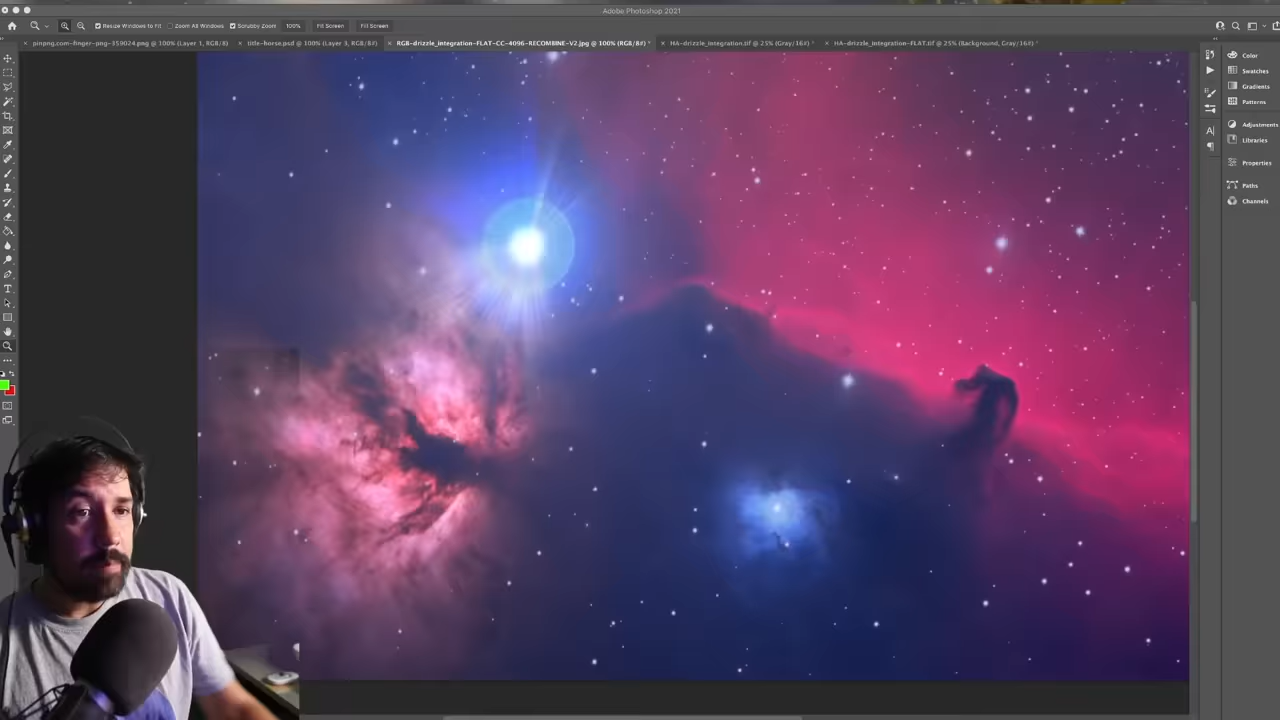 Adobe Photoshop 2021
Resize Windows to Fit Zoom All Windows Scrubby Zoom 100% Fit Screen Fill Screen
pinpng.com-finger-png-359024.png @ 100% (Layer 1, RGB/8) title-horse.psd @ 100% (Layer 3, RGB/8#) RGB-drizzle_integration-FLAT-CC-4096-RECOMBINE-V2.jpg @ 100% (RGB/8#) * HA-drizzle_integration.tif @ 25% (Gray/16#) * HA-drizzle_integration-FLAT.tif @ 25% (Background, Gray/16#) *
Color
Swatches
Gradients
Patterns
Adjustments
Libraries
Properties
Paths
Channels